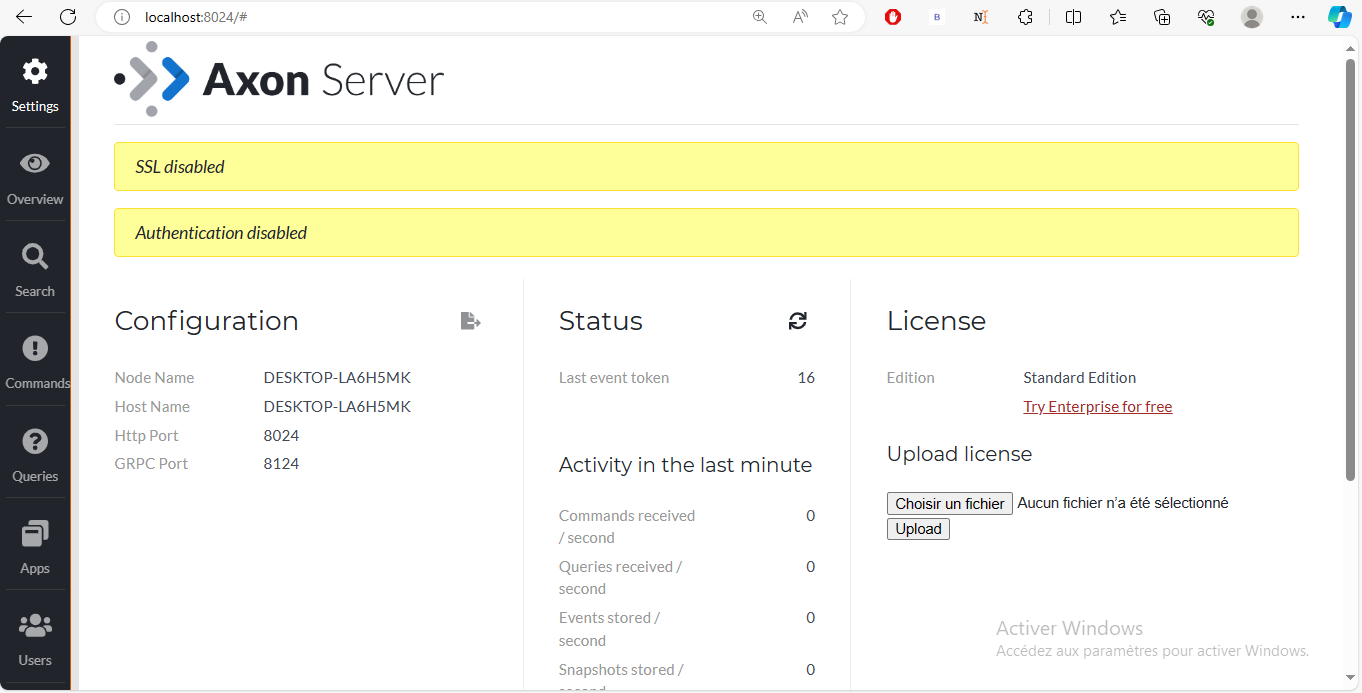 localhost:8024/#
Axon Server
Settings
Overview
Search
Commands
Queries
Apps
Users
SSL disabled
Authentication disabled
Configuration
Node Name DESKTOP-LA6H5MK
Host Name DESKTOP-LA6H5MK
Http Port 8024
GRPC Port 8124
Status
Last event token 16
Activity in the last minute
Commands received
/ second 0
Queries received /
second 0
Events stored /
second 0
Snapshots stored /
second 0
License
Edition Standard Edition
Try Enterprise for free
Upload license
Choisir un fichier Aucun fichier n’a été sélectionné
Upload
Activer Windows
Accédez aux paramètres pour activer Windows.